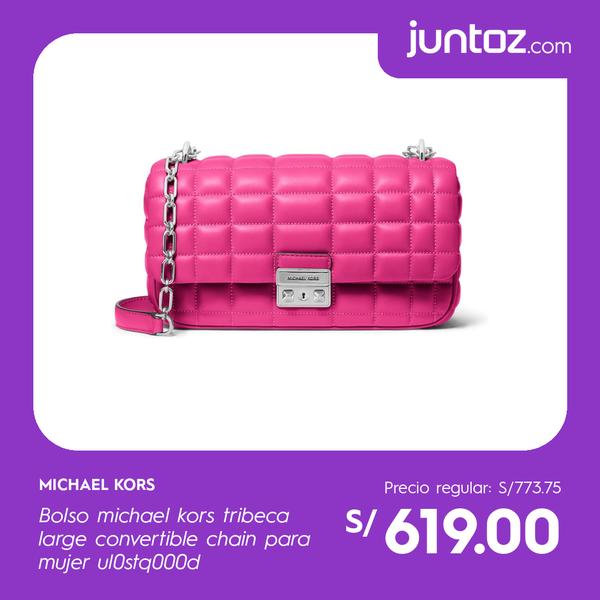 juntoz.com
MICHAEL KORS
MICHAEL KORS
Bolso michael kors tribeca
large convertible chain para
mujer ul0stq000d
Precio regular: S/773.75
S/ 619.00